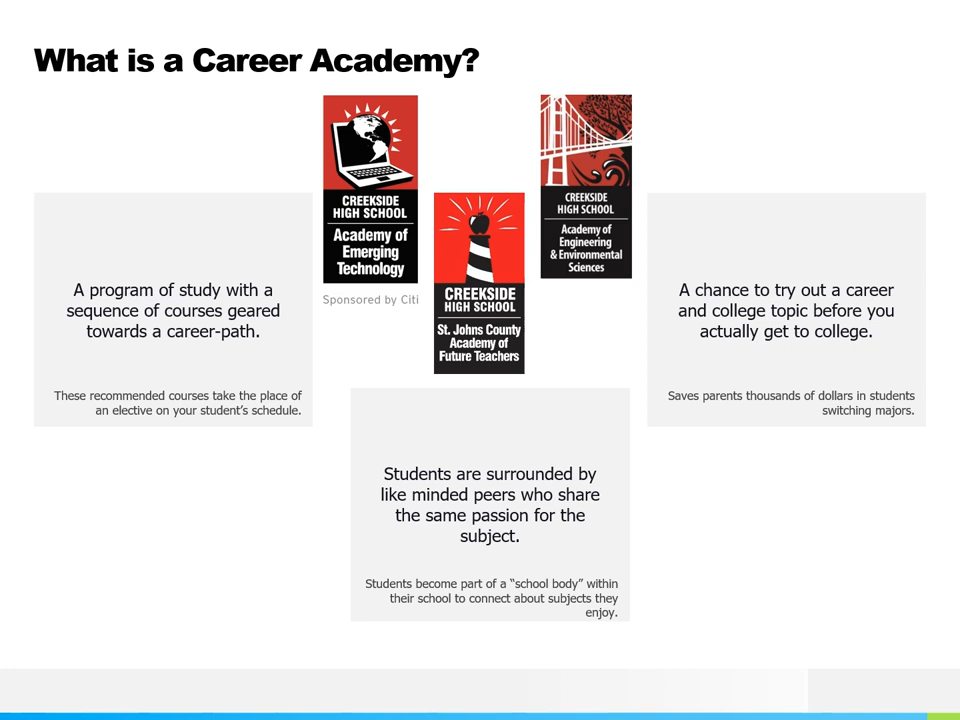 What is a Career Academy?
CREEKSIDE
HIGH SCHOOL
Academy of
Emerging
Technology
Sponsored by Citi
CREEKSIDE
HIGH SCHOOL
St. Johns County
Academy of
Future Teachers
CREEKSIDE
HIGH SCHOOL
Academy of
Engineering
& Environmental
Sciences
A program of study with a
sequence of courses geared
towards a career-path.
These recommended courses take the place of
an elective on your student’s schedule.
Students are surrounded by
like minded peers who share
the same passion for the
subject.
Students become part of a “school body” within
their school to connect about subjects they
enjoy.
A chance to try out a career
and college topic before you
actually get to college.
Saves parents thousands of dollars in students
switching majors.